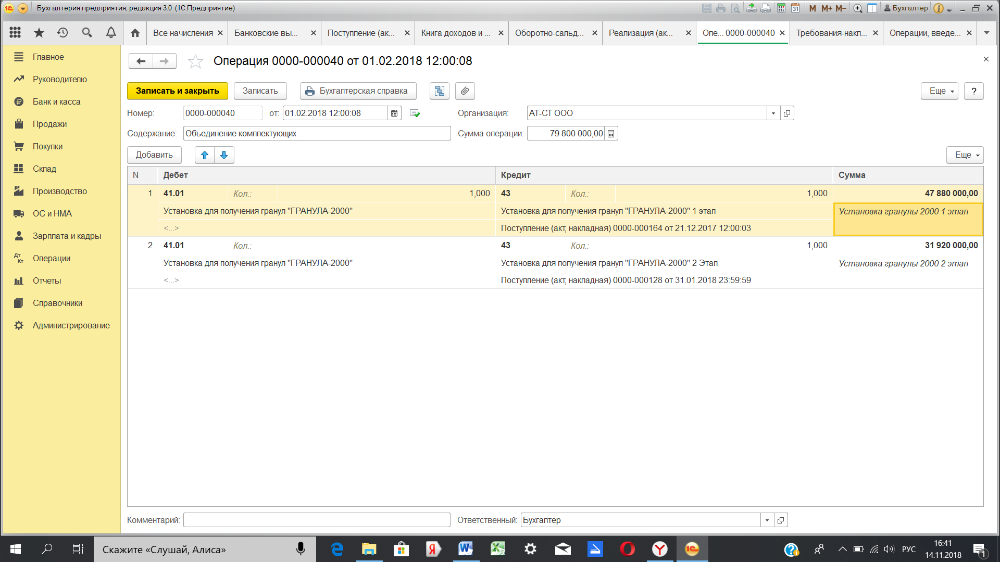 Бухгалтерия предприятия, редакция 3.0 (1С:Предприятие)
M M+ M- Бухгалтер
Все начисления
Банковские вы...
Поступление (ак...
Книга доходов и ...
Оборотно-сальд...
Реализация (ак...
Опе... 0000-000040
Требования-накл...
Операции, введе...
Главное
Руководителю
Банк и касса
Продажи
Покупки
Склад
Производство
ОС и НМА
Зарплата и кадры
Операции
Отчеты
Справочники
Администрирование
Операция 0000-000040 от 01.02.2018 12:00:08
Записать и закрыть
Записать
Бухгалтерская справка
Еще
?
Номер: 0000-000040 от: 01.02.2018 12:00:08 Организация: АТ-СТ ООО
Содержание: Объединение комплектующих Сумма операции: 79 800 000,00
Добавить
Еще
N Дебет Кредит Сумма
1 41.01 Кол.: 1,000 43 Кол.: 1,000 47 880 000,00
Установка для получения гранул "ГРАНУЛА-2000" Установка для получения гранул "ГРАНУЛА-2000" 1 этап Установка гранулы 2000 1 этап
<...> Поступление (акт, накладная) 0000-000164 от 21.12.2017 12:00:03
2 41.01 Кол.: 43 Кол.: 1,000 31 920 000,00
Установка для получения гранул "ГРАНУЛА-2000" Установка для получения гранул "ГРАНУЛА-2000" 2 Этап Установка гранулы 2000 2 этап
<...> Поступление (акт, накладная) 0000-000128 от 31.01.2018 23:59:59
Комментарий: Ответственный: Бухгалтер
Скажите «Слушай, Алиса»
РУС
16:41
14.11.2018
1